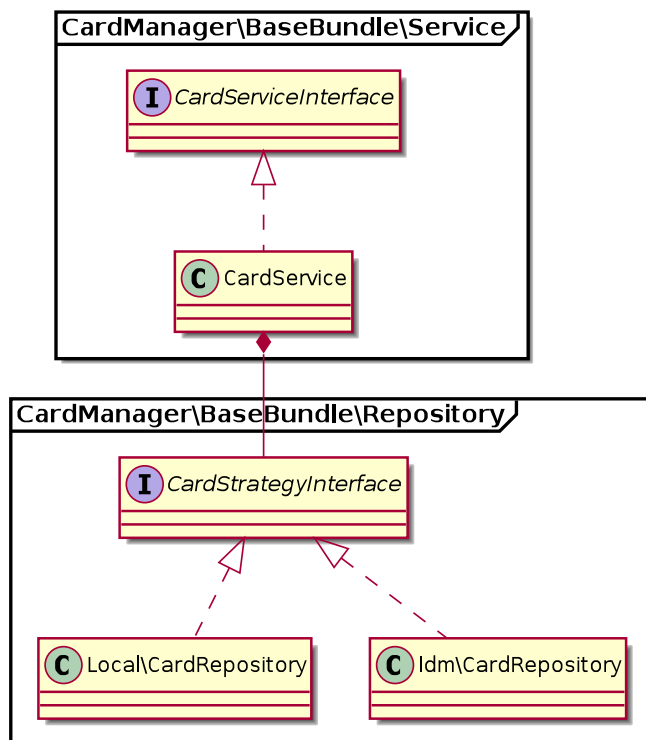 CardManager\BaseBundle\Service
I CardServiceInterface
C CardService
CardManager\BaseBundle\Repository
I CardStrategyInterface
C Local\CardRepository
C Idm\CardRepository